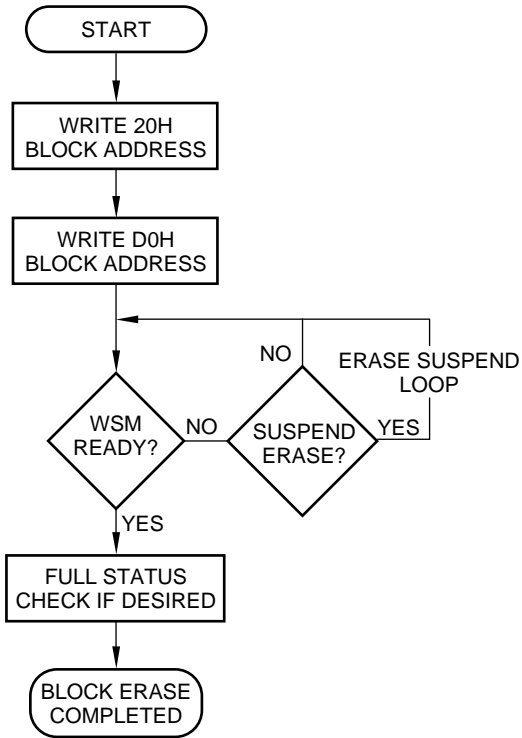 START
WRITE 20H
BLOCK ADDRESS
WRITE D0H
BLOCK ADDRESS
NO
ERASE SUSPEND
LOOP
WSM
READY?
NO
SUSPEND
ERASE?
YES
YES
FULL STATUS
CHECK IF DESIRED
BLOCK ERASE
COMPLETED